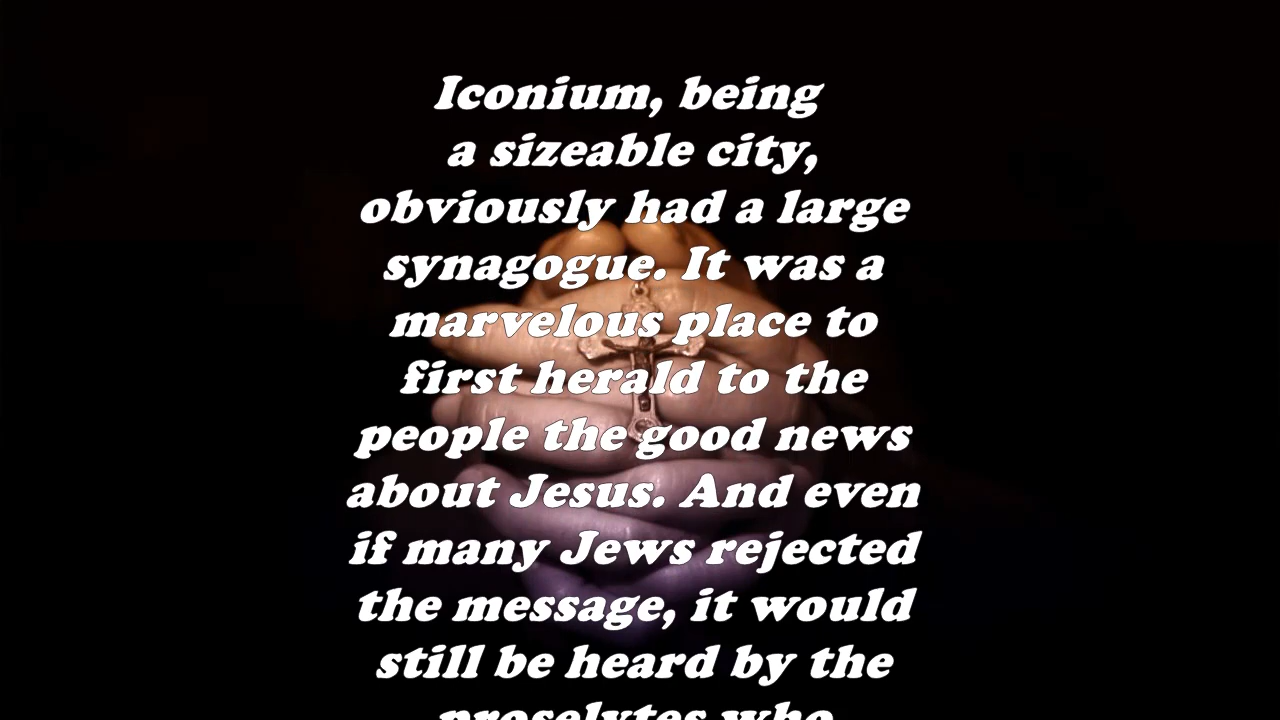 Iconium, being
a sizeable city,
obviously had a large
synagogue. It was a
marvelous place to
first herald to the
people the good news
about Jesus. And even
if many Jews rejected
the message, it would
still be heard by the
proselytes who